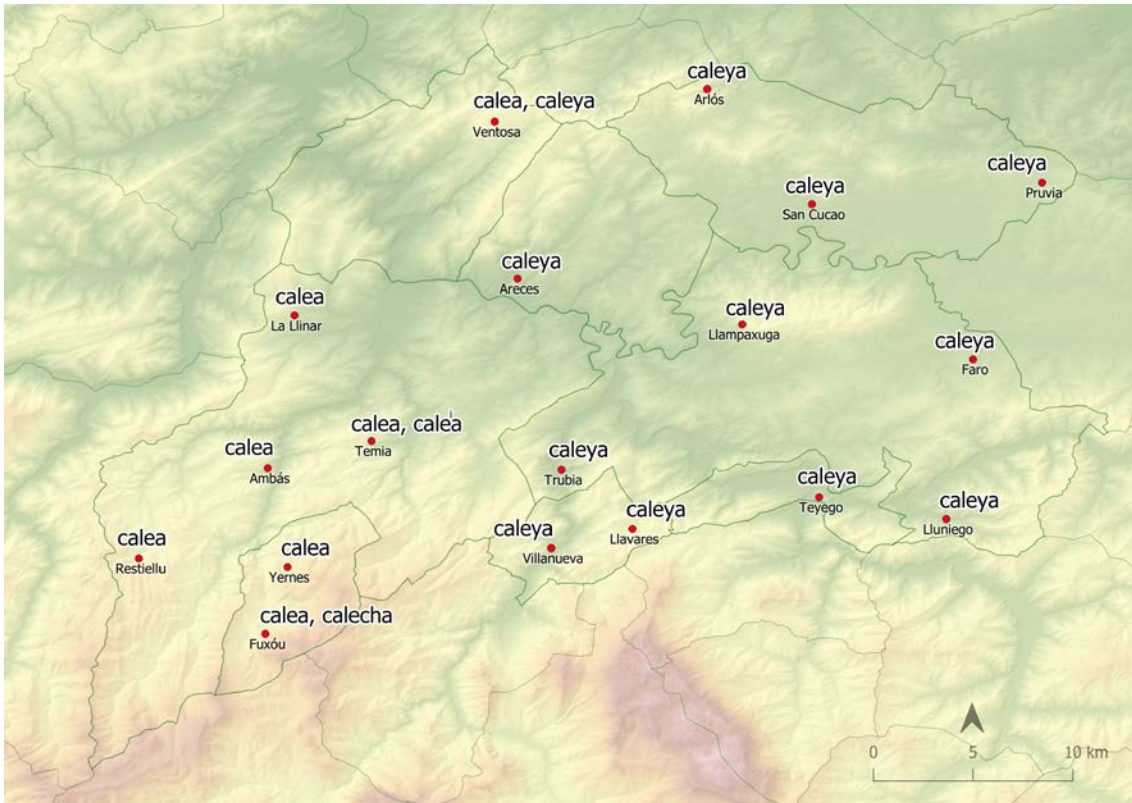 caleya
Arlós
calea, caleya
Ventosa
caleya
Pruvia
caleya
San Cucao
caleya
Areces
calea
La Llinar
caleya
Llampaxuga
caleya
Faro
calea, caleⁱa
Temia
calea
Ambás
caleya
Trubia
caleya
Teyego
caleya
Lluniego
caleya
Llavares
caleya
Villanueva
calea
Restiellu
calea
Yernes
calea, calecha
Fuxóu
0 5 10 km